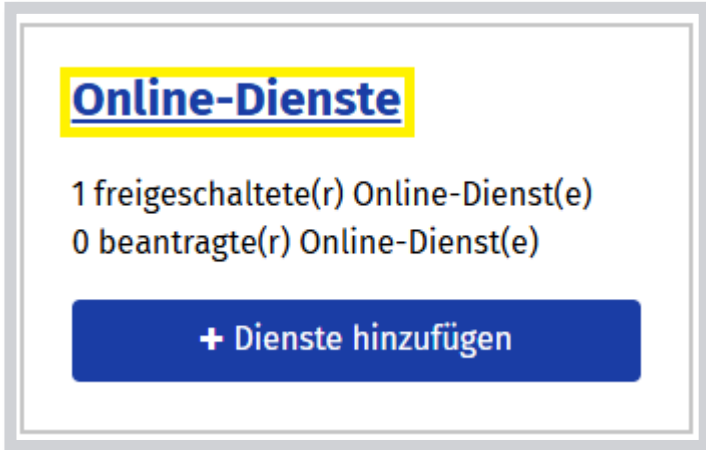 Online-Dienste
1 freigeschaltete(r) Online-Dienst(e)
0 beantragte(r) Online-Dienst(e)
+ Dienste hinzufügen